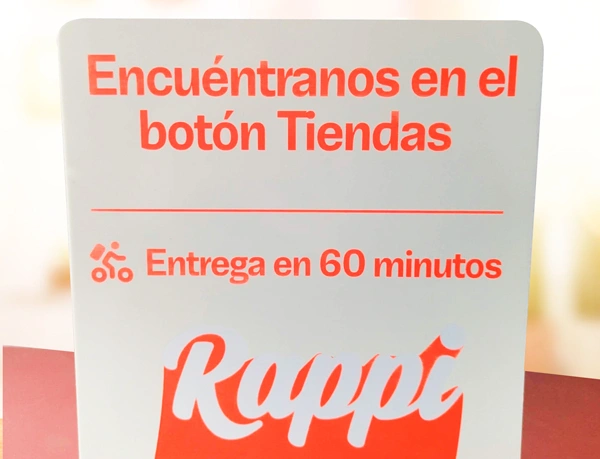 Encuéntranos en el
botón Tiendas
Entrega en 60 minutos
Rappi